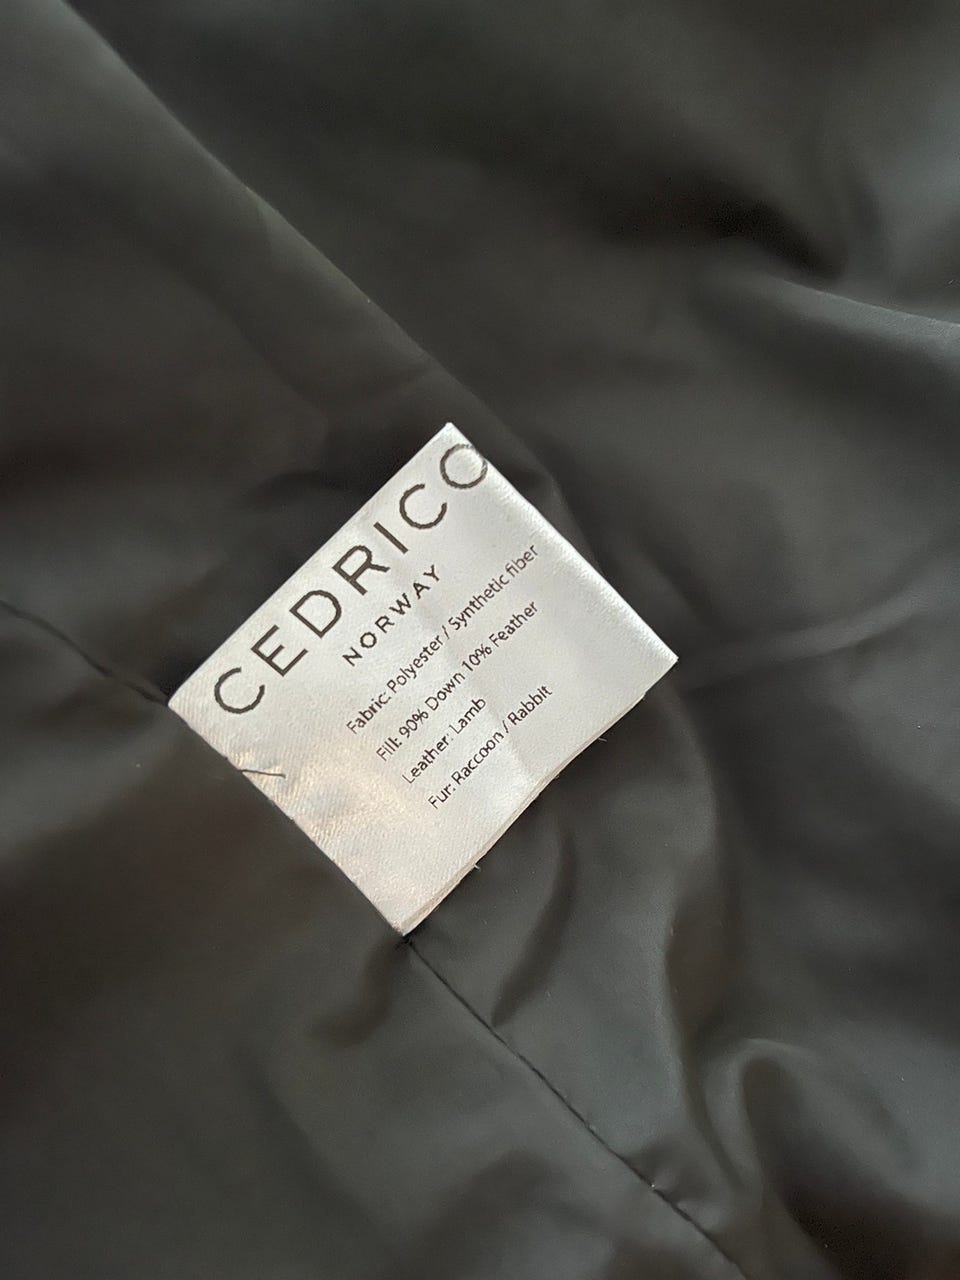 CEDRICO
NORWAY
Fabric: Polyester / Synthetic fiber
Fill: 90% Down 10% Feather
Leather: Lamb
Fur: Raccoon / Rabbit